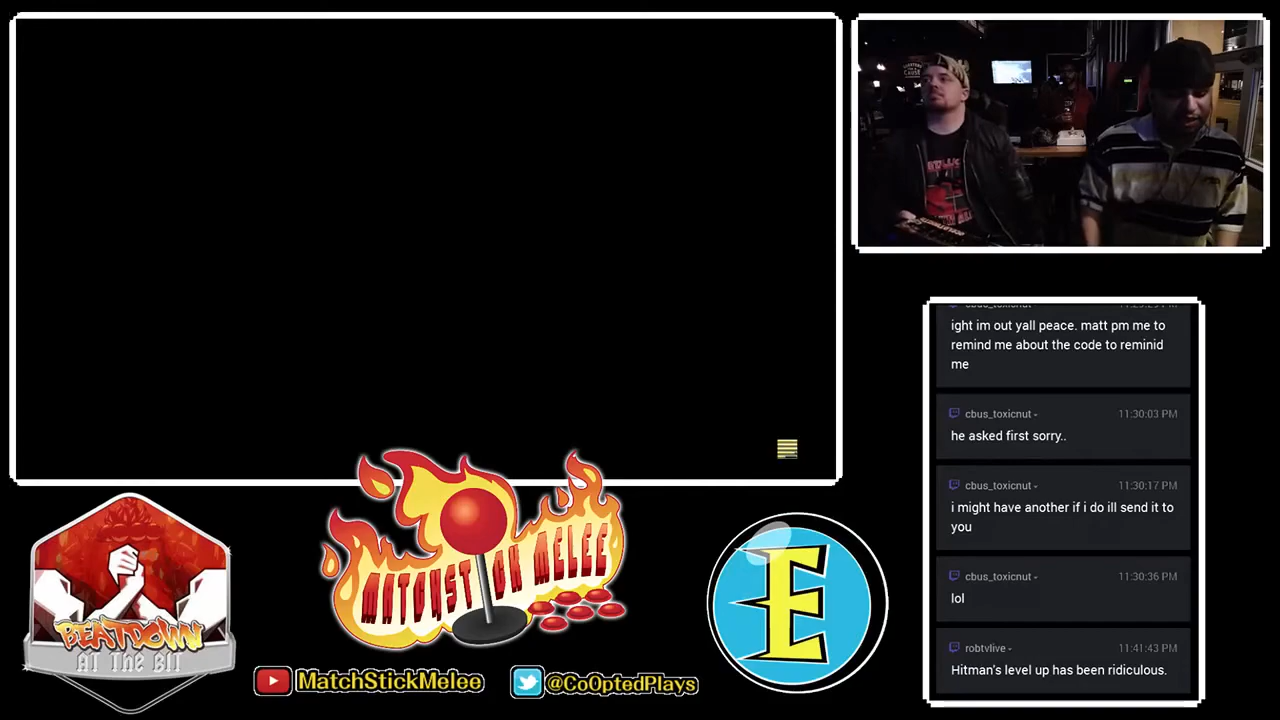 ight im out yall peace. matt pm me to
remind me about the code to reminid
me
cbus_toxicnut
11:30:03 PM
he asked first sorry..
cbus_toxicnut
11:30:17 PM
i might have another if i do ill send it to
you
cbus_toxicnut
11:30:36 PM
lol
robtvlive
11:41:43 PM
Hitman's level up has been ridiculous.
BEATDOWN
AT THE BIT
MATCHSTICK MELEE
E
MatchStickMelee
@CoOptedPlays